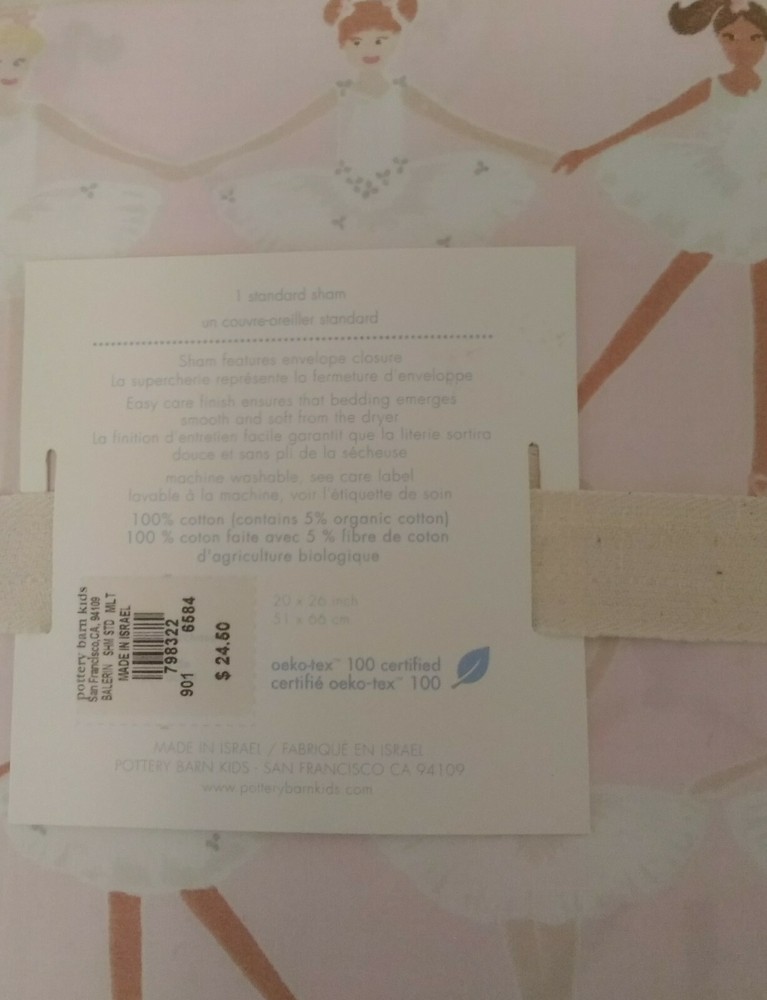 1 standard sham
un couvre-oreiller standard
Sham features envelope closure
La supercherie représente la fermeture d'enveloppe
Easy care finish ensures that bedding emerges
smooth and soft from the dryer
La finition d'entretien facile garantit que la literie sortira
douce et sans pli de la sécheuse
machine washable, see care label
lavable à la machine, voir l'étiquette de soin
100% cotton (contains 5% organic cotton)
100 % coton faite avec 5 % fibre de coton
d'agriculture biologique
pottery barn kids
San Francisco,CA, 94109
BALERIN SHM STD MLT
MADE IN ISRAEL
798322
901 6584
$ 24.50
20 x 26 inch
51 x 66 cm
oeko-tex™ 100 certified
certifié oeko-tex™ 100
MADE IN ISRAEL / FABRIQUÉ EN ISRAEL
POTTERY BARN KIDS - SAN FRANCISCO CA 94109
www.potterybarnkids.com